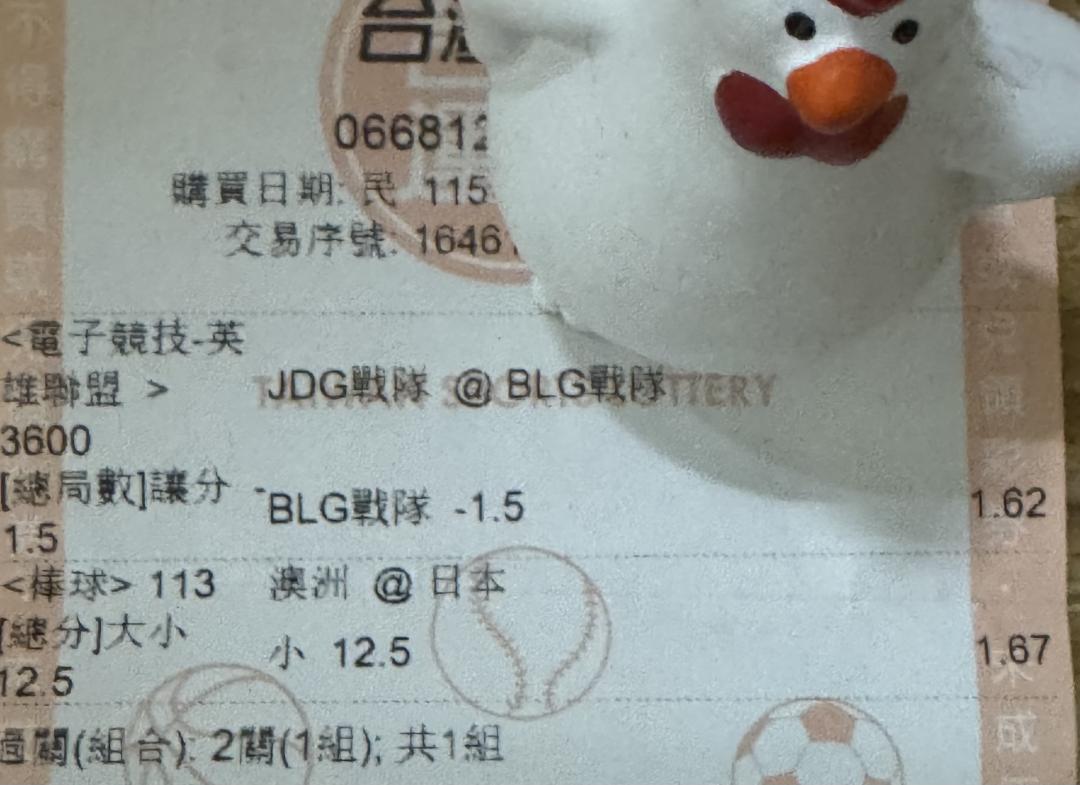 066812
購買日期: 民 115
交易序號: 16461
<電子競技-英
雄聯盟 > JDG戰隊 @ BLG戰隊
3600
[總局數]讓分 -
1.5
BLG戰隊 -1.5 1.62
<棒球> 113 澳洲 @ 日本
[總分]大小
12.5
小 12.5 1.67
過關(組合): 2關(1組); 共1組